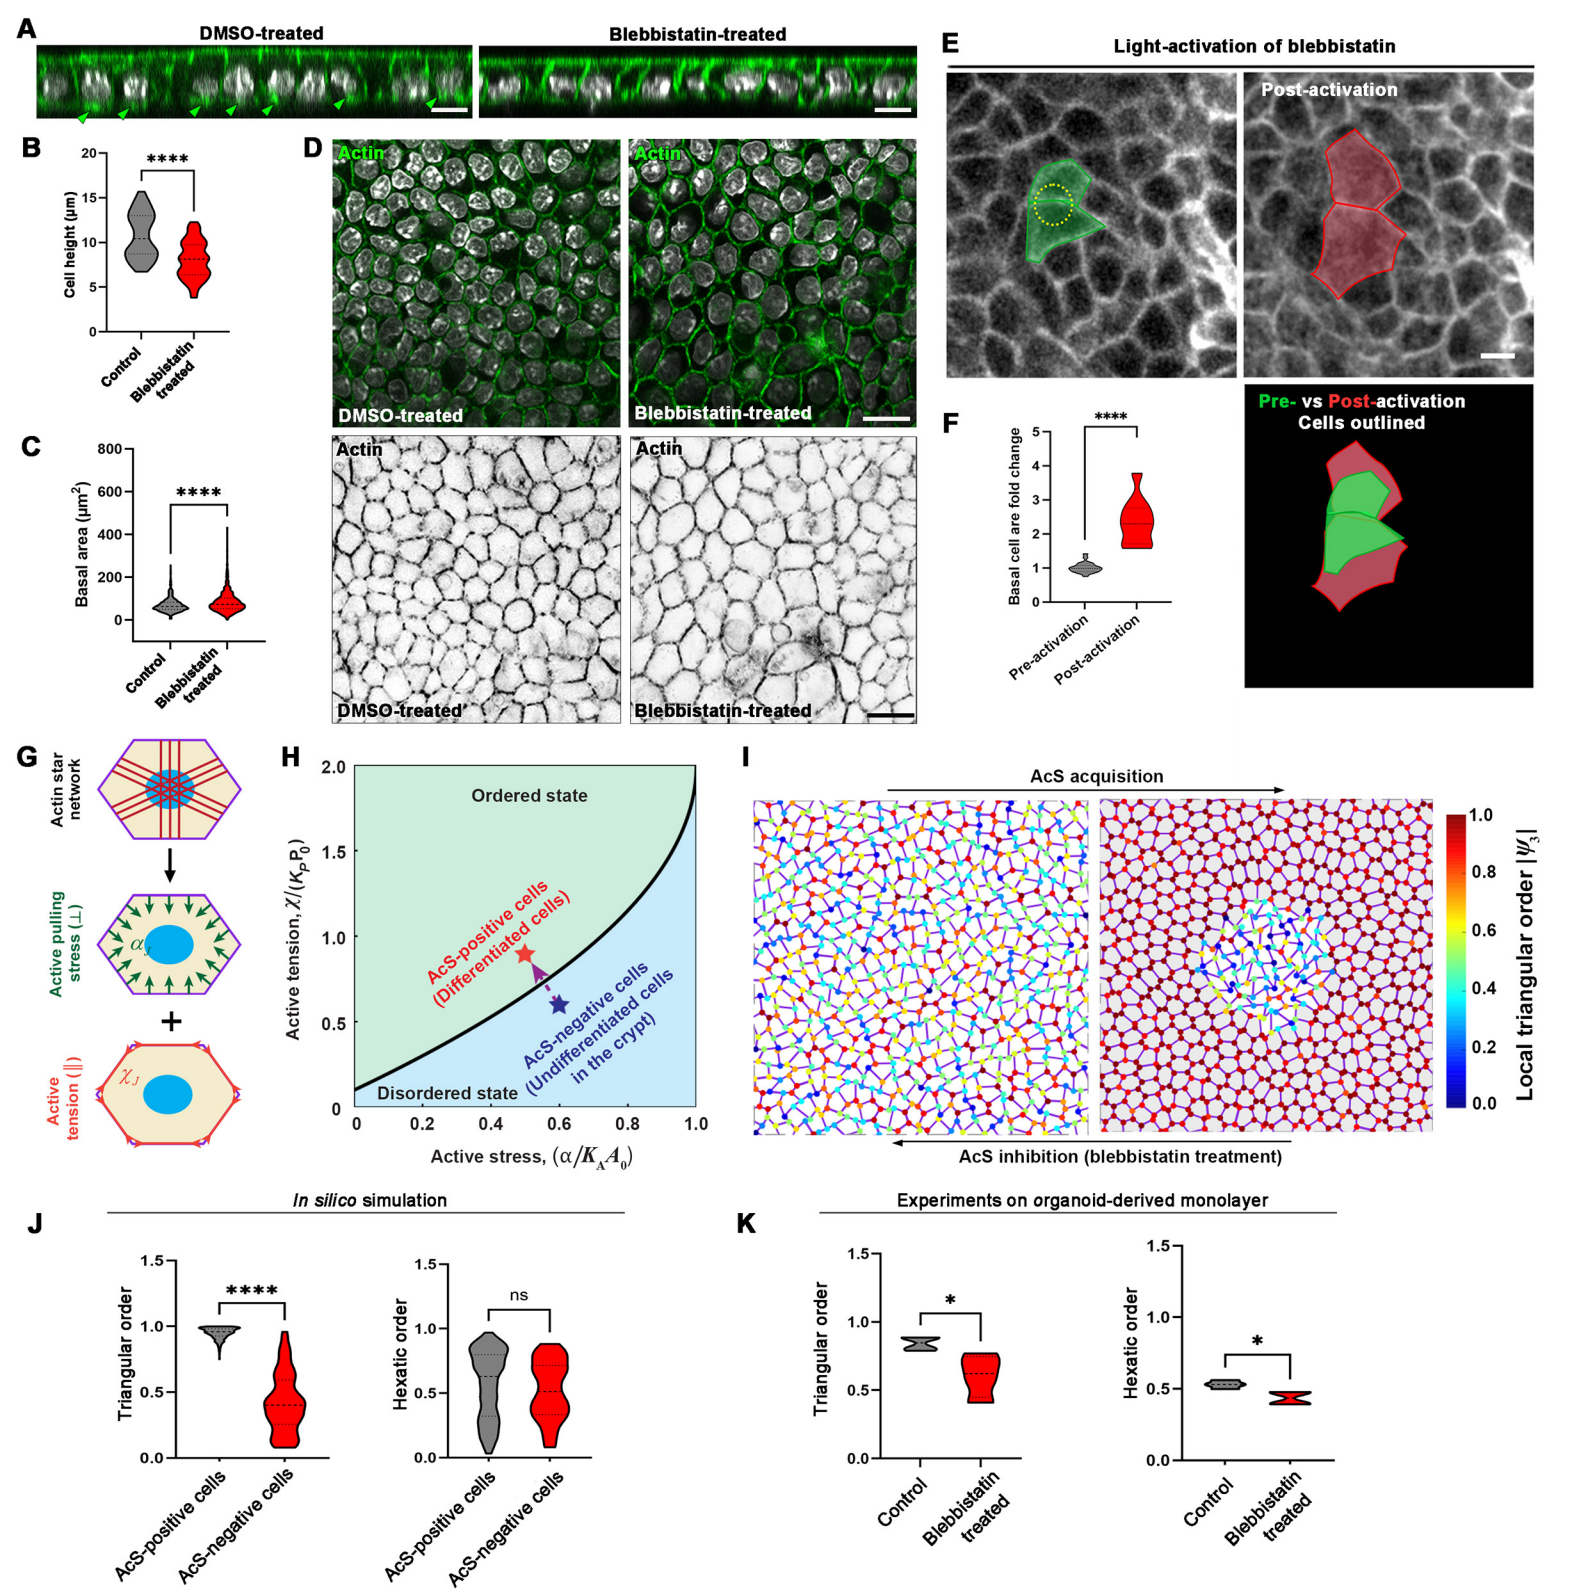 A
DMSO-treated
Blebbistatin-treated
B
****
20
15
10
5
0
Cell height (μm)
Control
Blebbistatin
treated
C
****
800
600
400
200
0
Basal area (μm²)
Control
Blebbistatin
treated
D
Actin
DMSO-treated
Actin
Blebbistatin-treated
Actin
DMSO-treated
Actin
Blebbistatin-treated
E
Light-activation of blebbistatin
Post-activation
Pre- vs Post-activation
Cells outlined
F
****
5
4
3
2
1
0
Basal cell are fold change
Pre-activation
Post-activation
G
Actin star
network
Active pulling
stress (⊥)
α_J
+
Active
tension (||)
χ_J
H
2.0
1.5
1.0
0.5
0
Active tension, χ/(K_P P_0)
Ordered state
AcS-positive cells
(Differentiated cells)
AcS-negative cells
(Undifferentiated cells
in the crypt)
Disordered state
0 0.2 0.4 0.6 0.8 1.0
Active stress, (α/K_A A_0)
I
AcS acquisition
AcS inhibition (blebbistatin treatment)
1.0
0.8
0.6
0.4
0.2
0.0
Local triangular order |ψ_3|
J
In silico simulation
****
1.5
1.0
0.5
0.0
Triangular order
AcS-positive cells
AcS-negative cells
ns
1.5
1.0
0.5
0.0
Hexatic order
AcS-positive cells
AcS-negative cells
K
Experiments on organoid-derived monolayer
*
1.5
1.0
0.5
0.0
Triangular order
Control
Blebbistatin
treated
*
1.5
1.0
0.5
0.0
Hexatic order
Control
Blebbistatin
treated